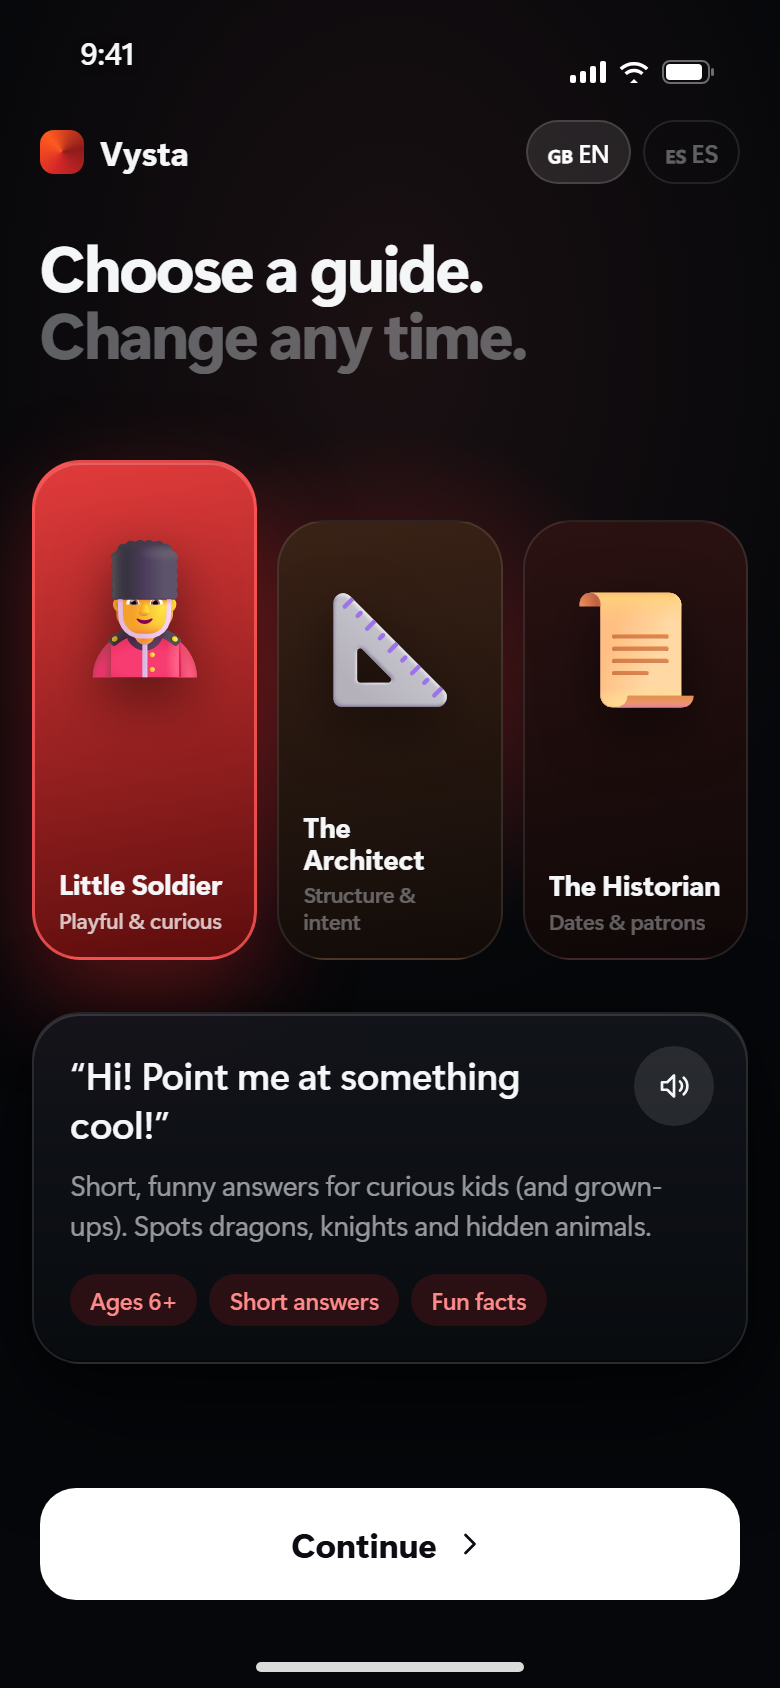 9:41
Vysta
GB EN
ES ES
Choose a guide.
Change any time.
Little Soldier
Playful & curious
The
Architect
Structure &
intent
The Historian
Dates & patrons
“Hi! Point me at something
cool!”
Short, funny answers for curious kids (and grown-
ups). Spots dragons, knights and hidden animals.
Ages 6+
Short answers
Fun facts
Continue